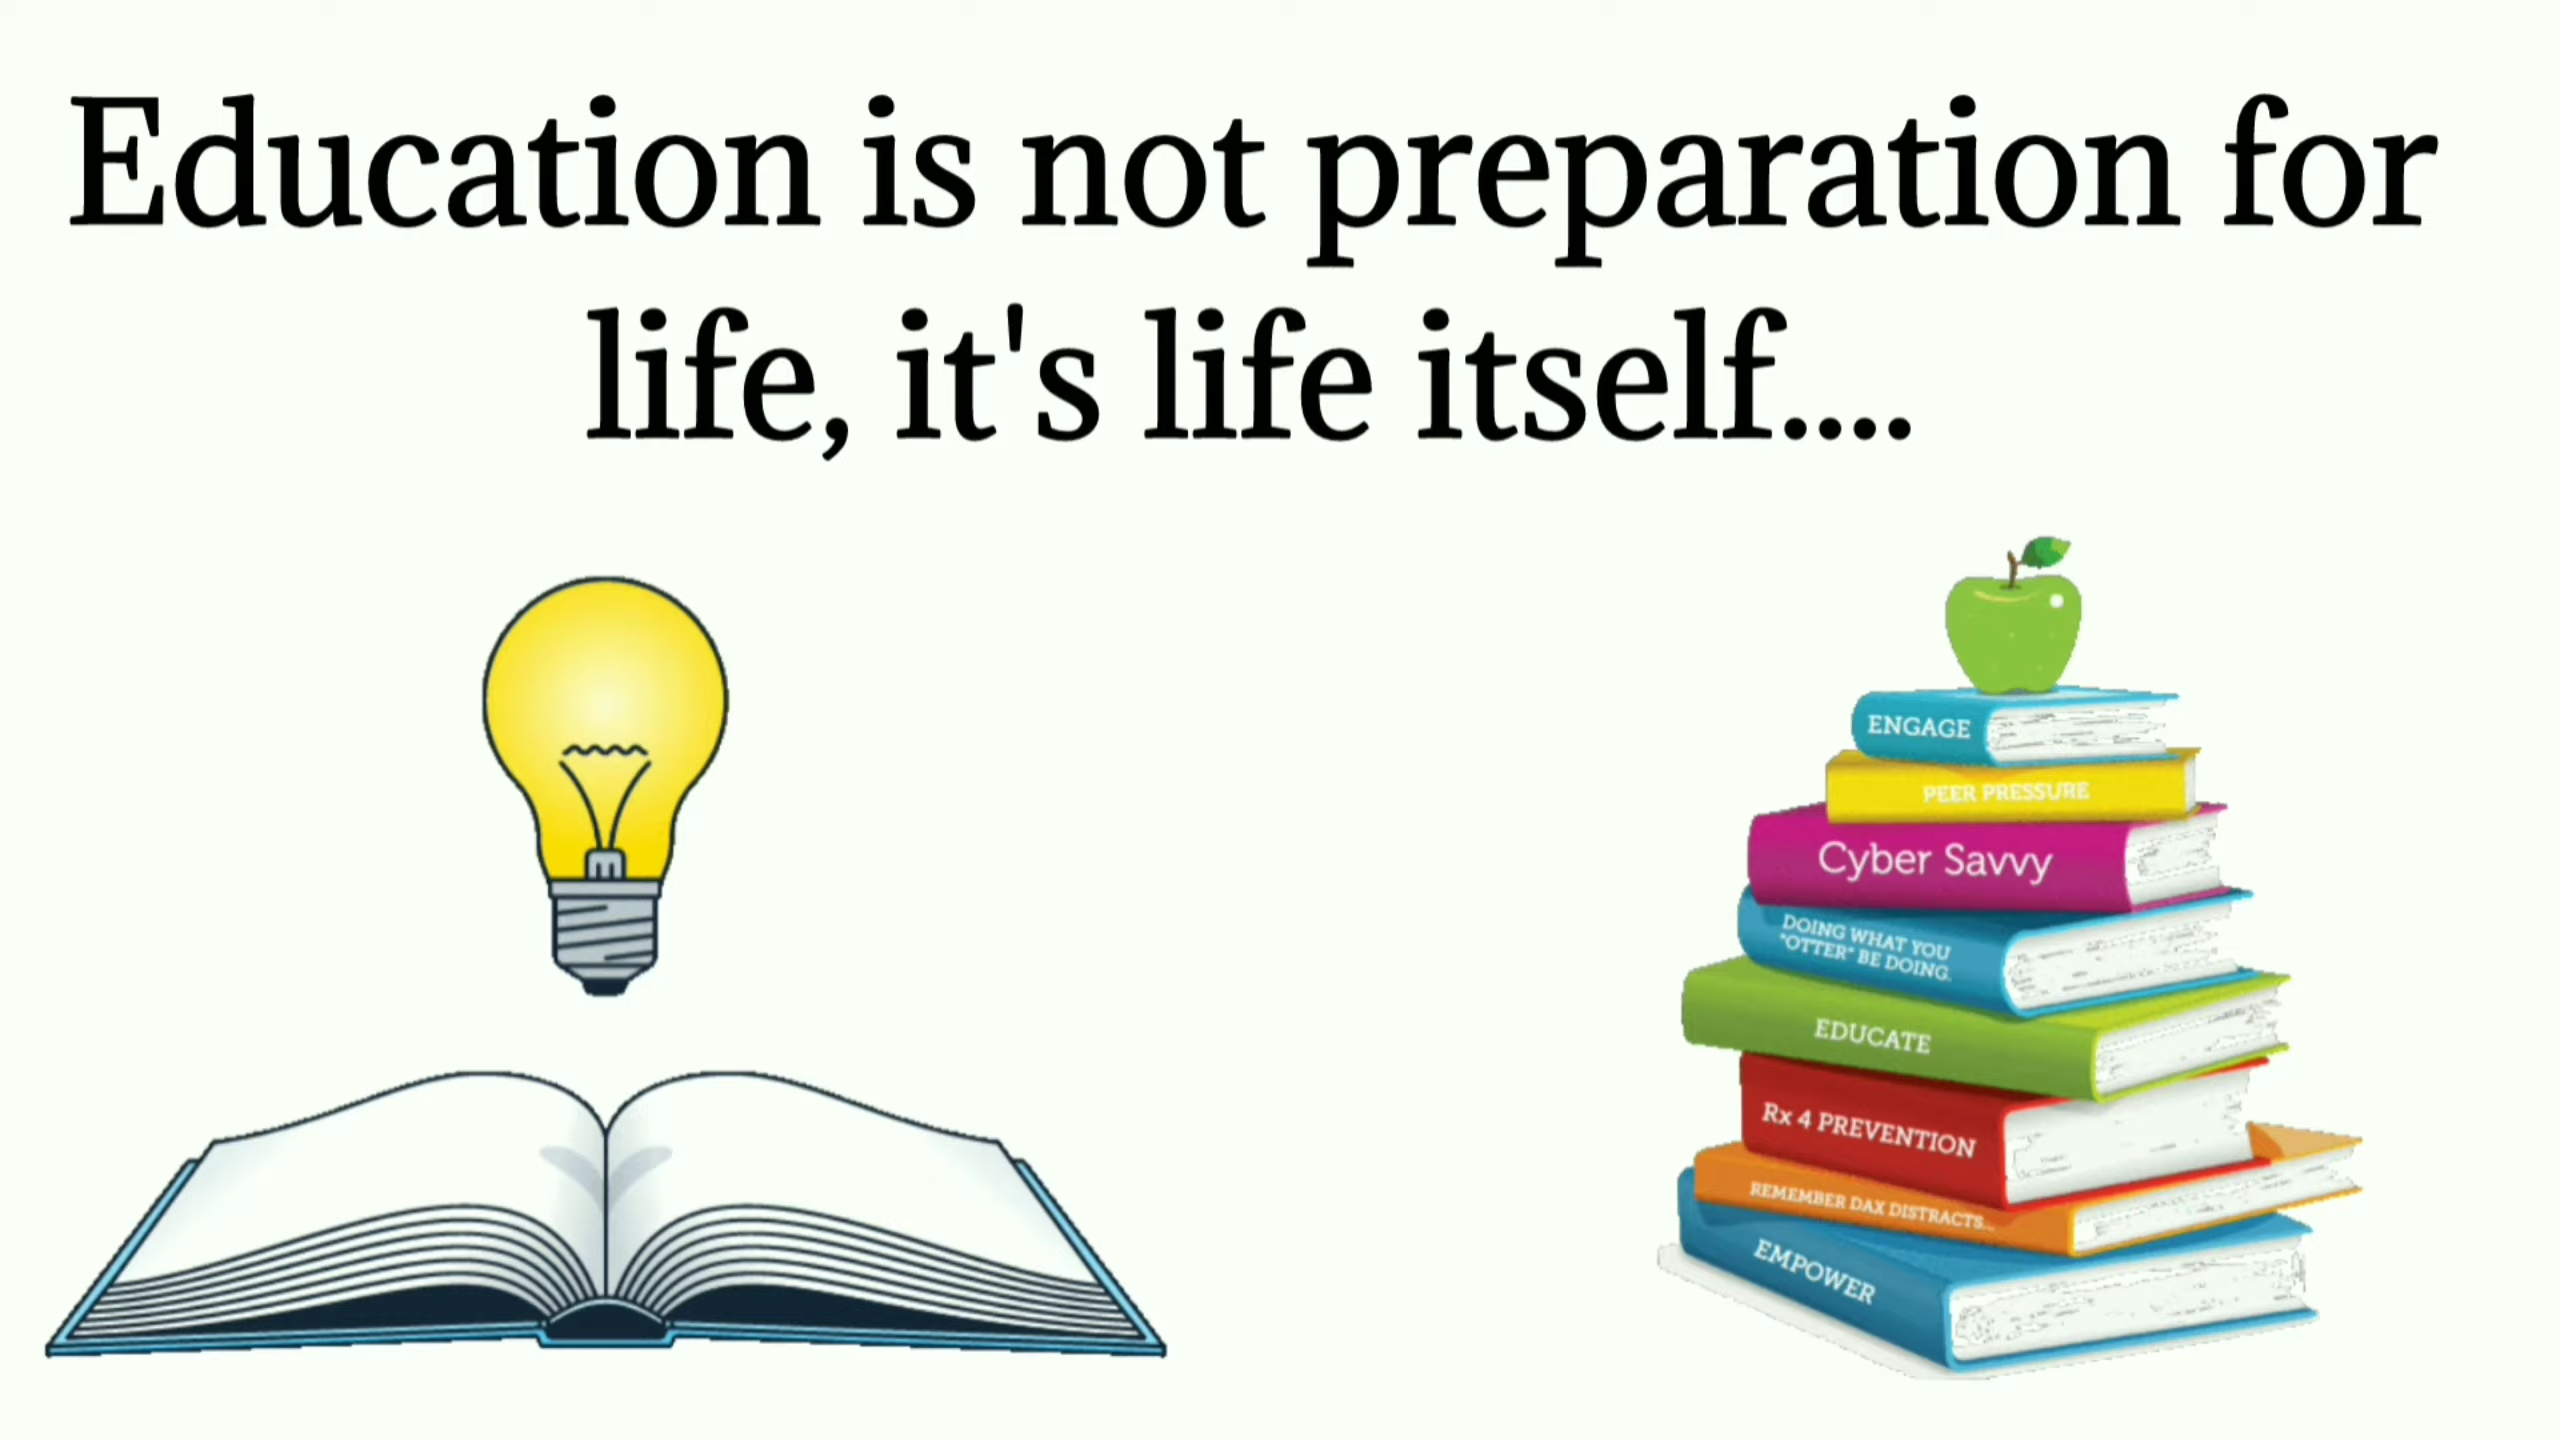 Education is not preparation for
life, it's life itself....
ENGAGE
PEER PRESSURE
Cyber Savvy
DOING WHAT YOU
"OTTER" BE DOING.
EDUCATE
Rx 4 PREVENTION
REMEMBER DAX DISTRACTS...
EMPOWER